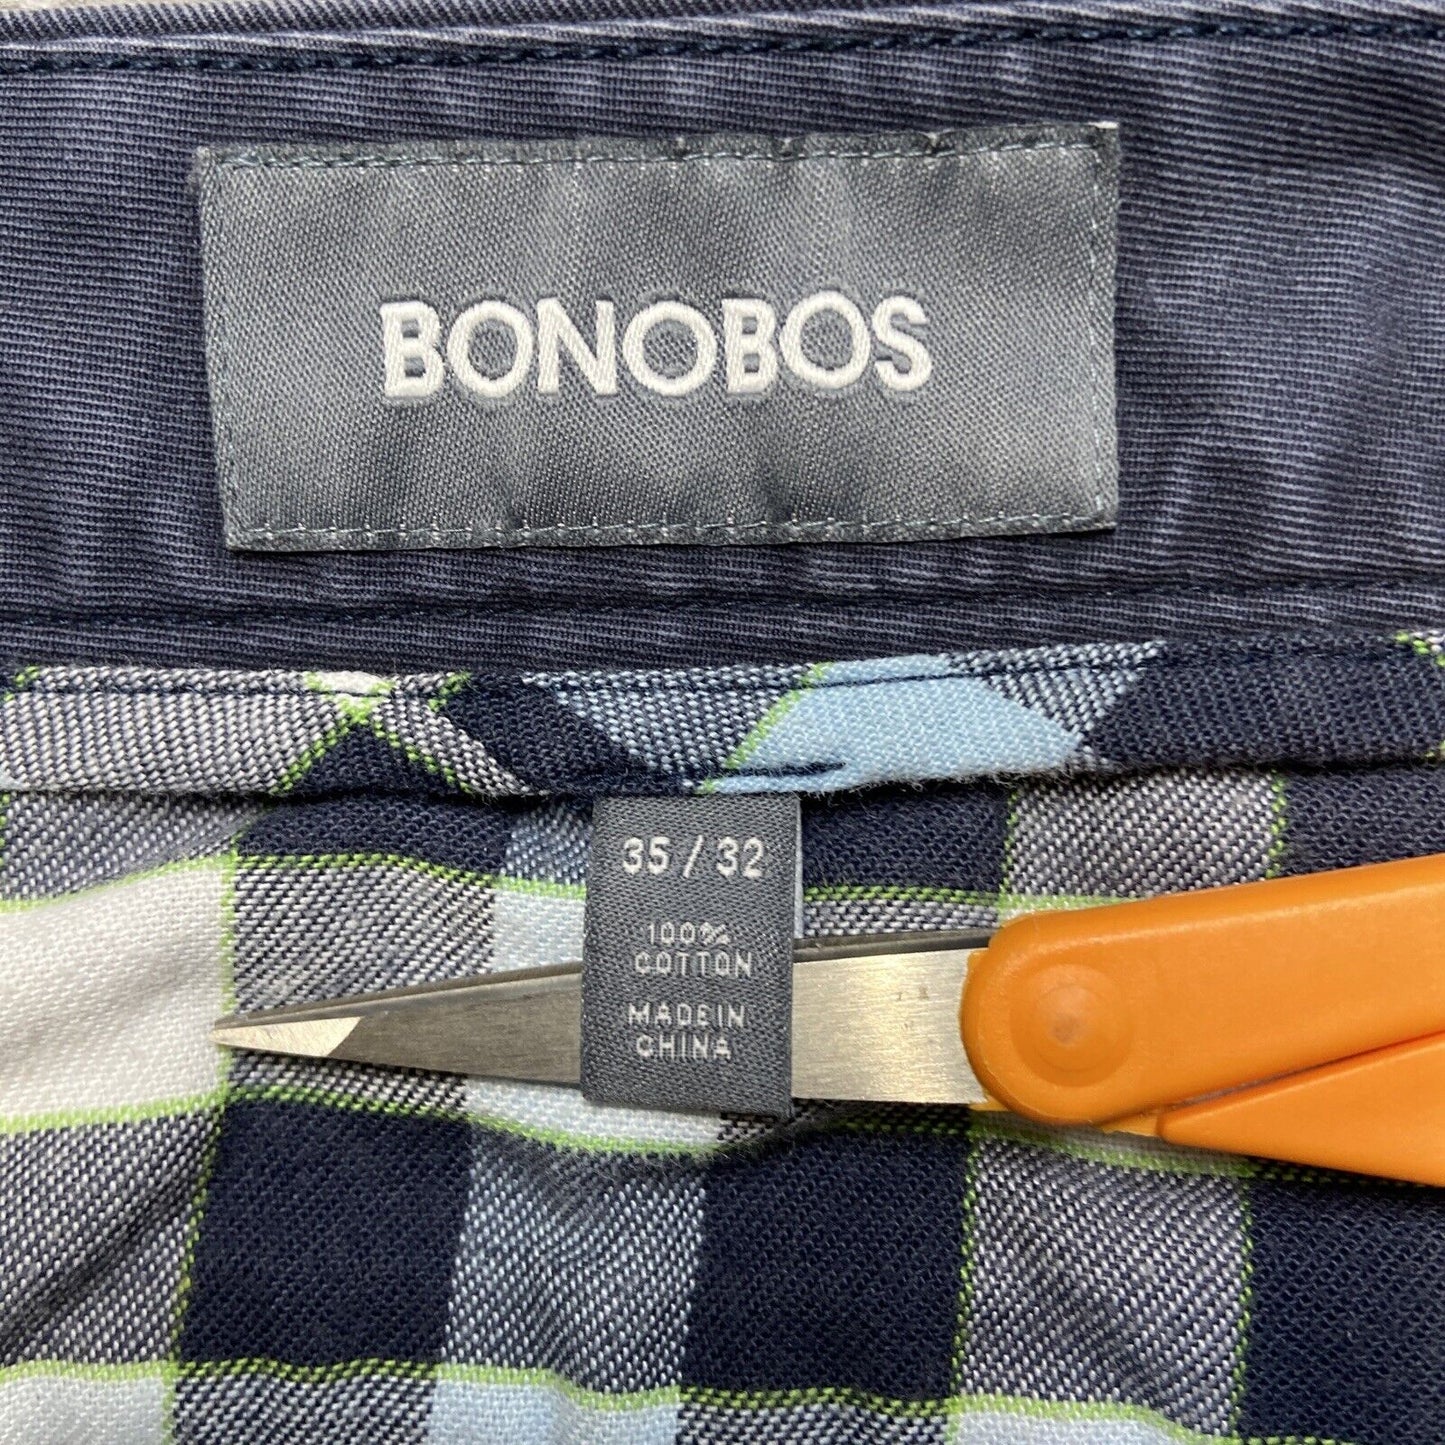 BONOBOS
35 / 32
100%
COTTON
MADE IN
CHINA